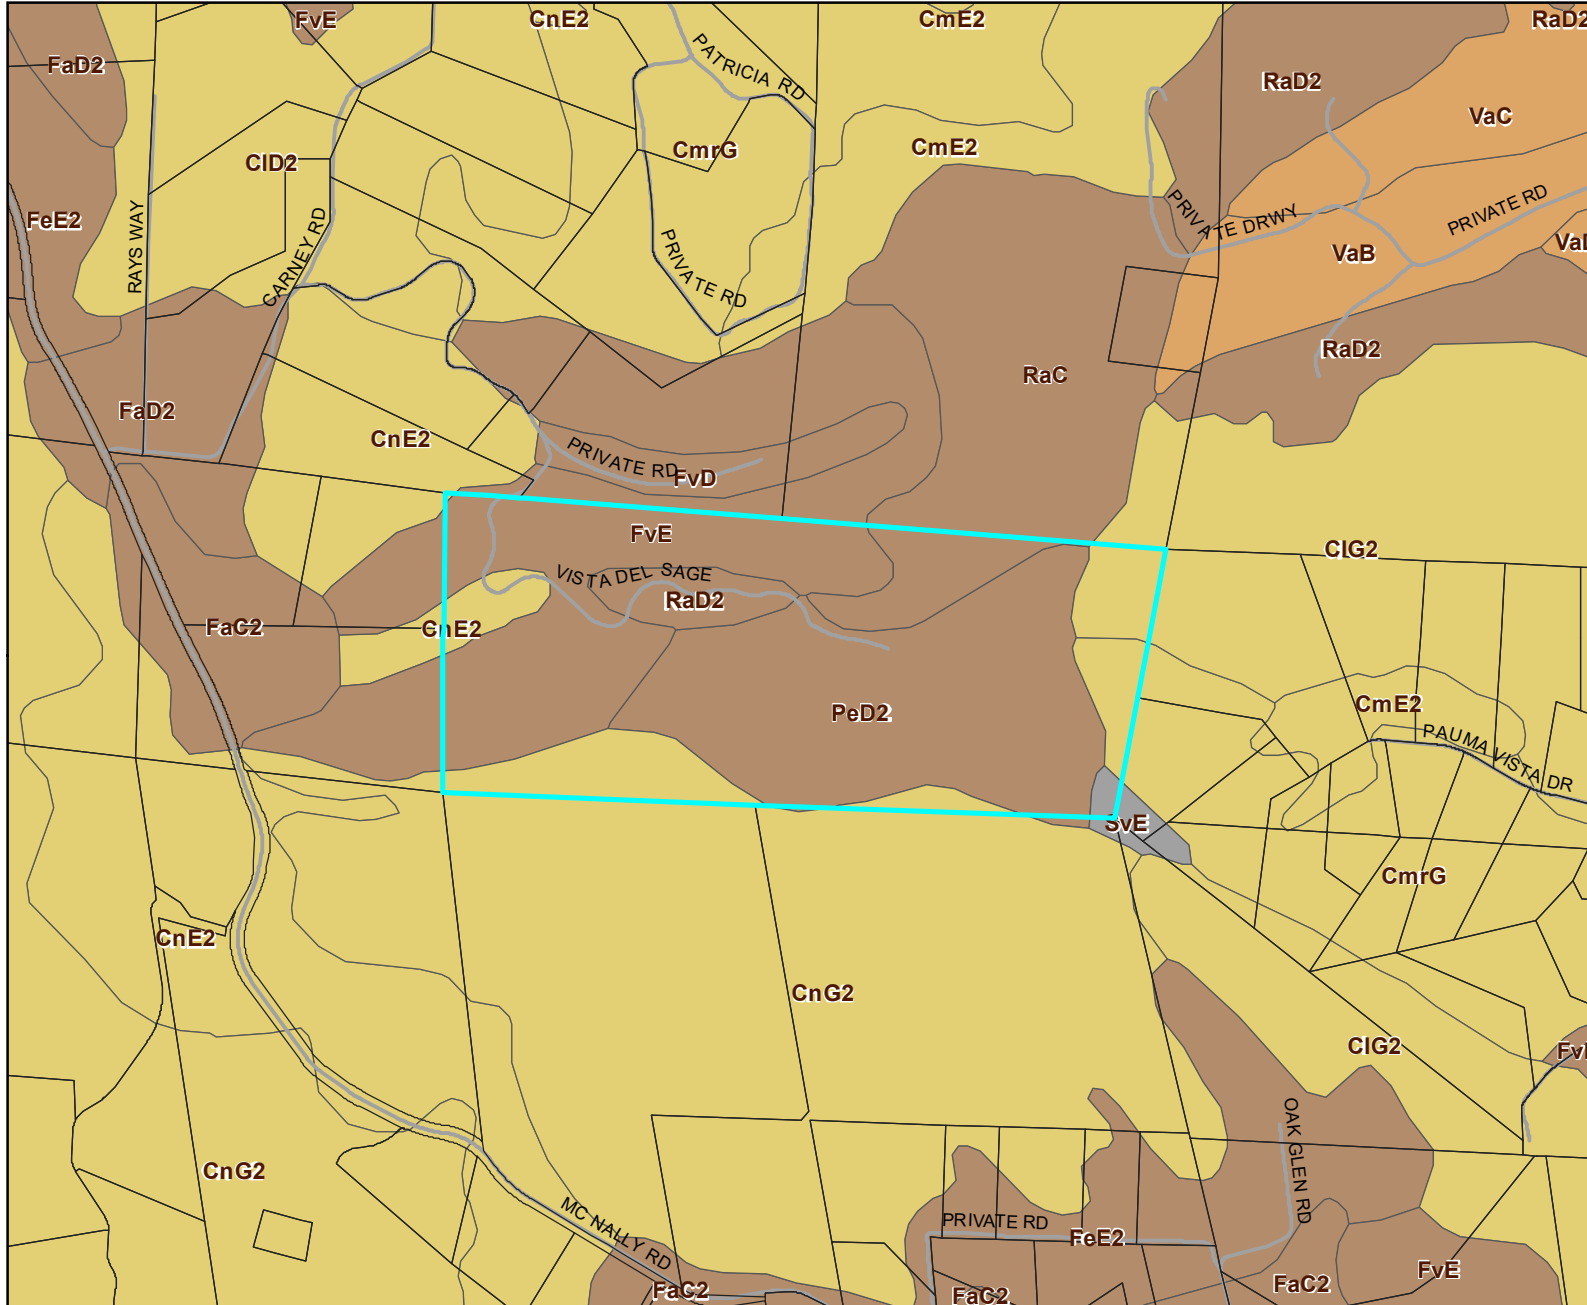 FvE
CnE2
CmE2
RaD2
FaD2
PATRICIA RD
RaD2
VaC
ClD2
CmrG
CmE2
FeE2
RAYS WAY
CARNEY RD
PRIVATE RD
PRIVATE DRWY
PRIVATE RD
VaB
RaD2
RaC
FaD2
CnE2
PRIVATE RD
FvD
FvE
ClG2
VISTA DEL SAGE
RaD2
FaC2
CnE2
PeD2
CmE2
PAUMA VISTA DR
SvE
CmrG
CnE2
CnG2
ClG2
OAK GLEN RD
CnG2
MC NALLY RD
PRIVATE RD
FeE2
FaC2
FaC2
FaC2
FvE